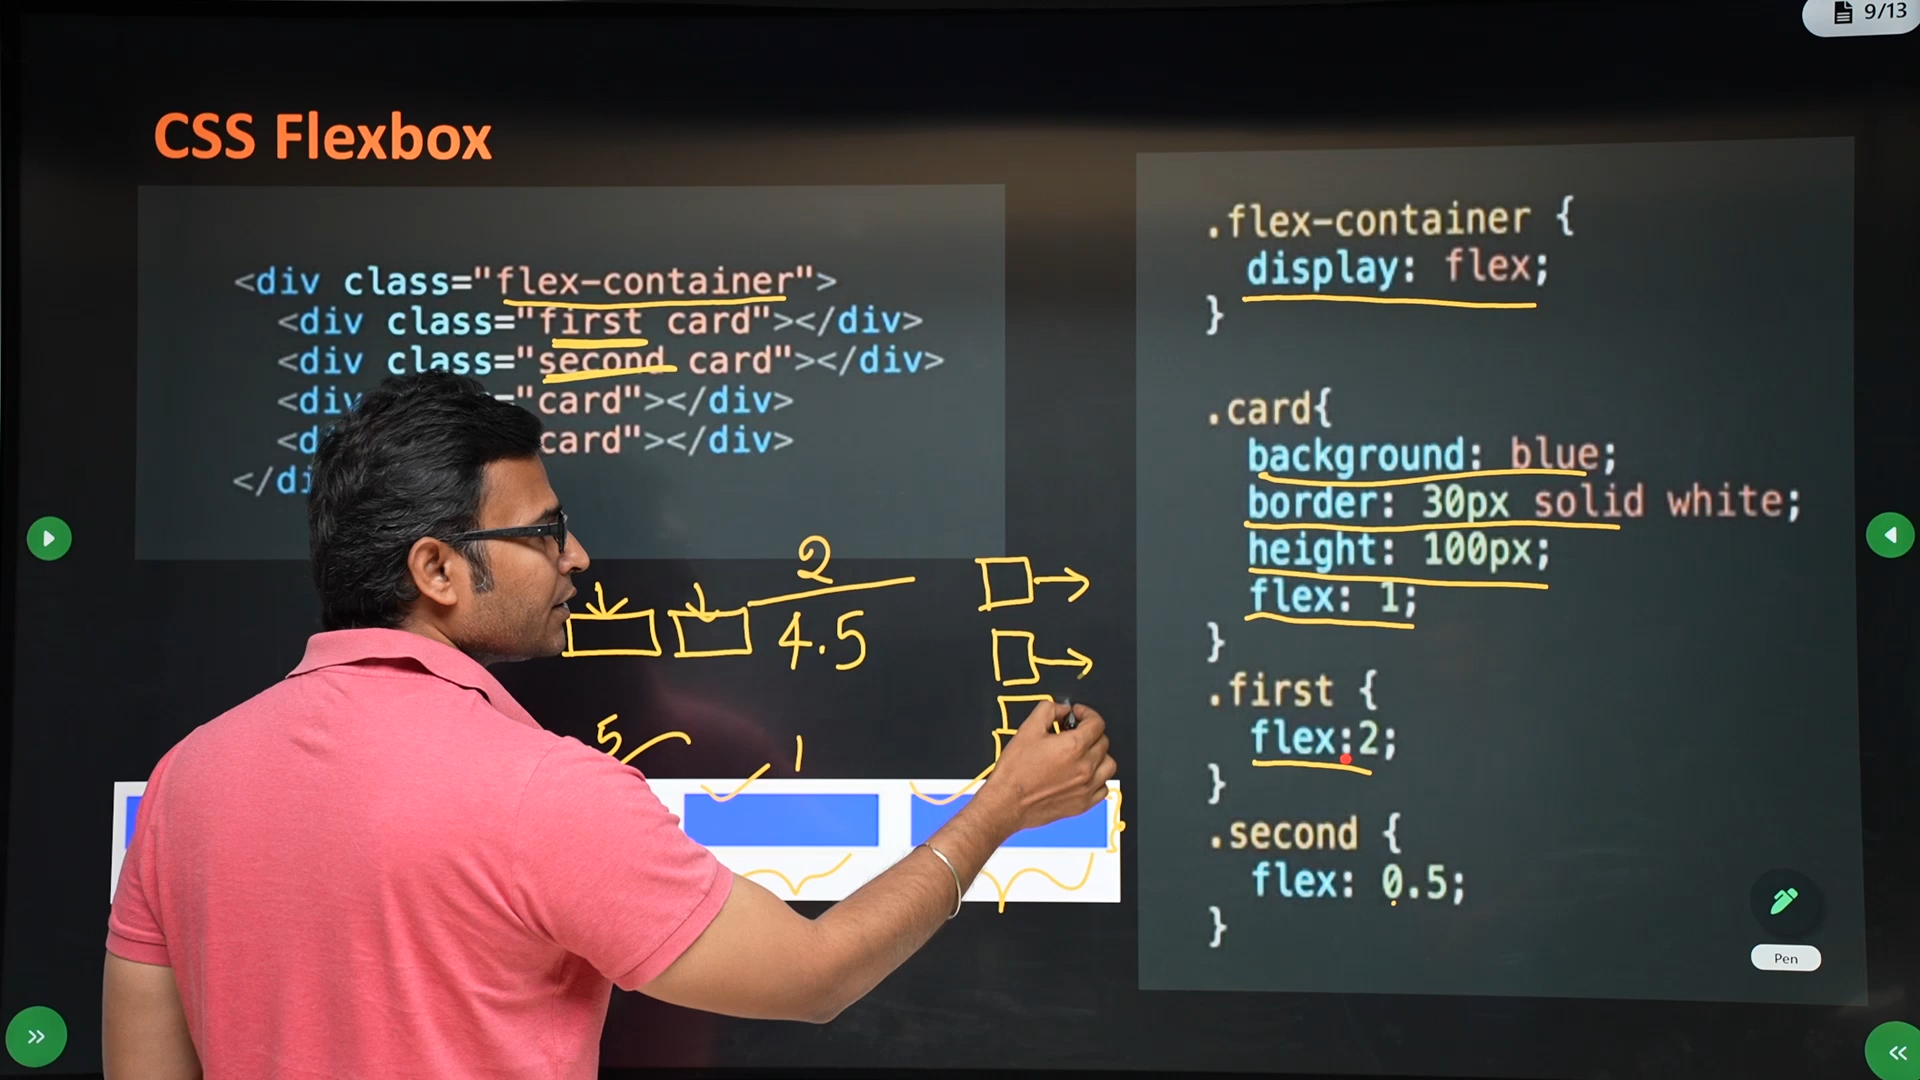 9/13
CSS Flexbox
<div class="flex-container">
<div class="first card"></div>
<div class="second card"></div>
="card"></div>
card"></div>
.flex-container {
display: flex;
}
.card{
background: blue;
border: 30px solid white;
height: 100px;
flex: 1;
}
.first {
flex:2;
}
.second {
flex: 0.5;
}
2
4.5
5
1
Pen